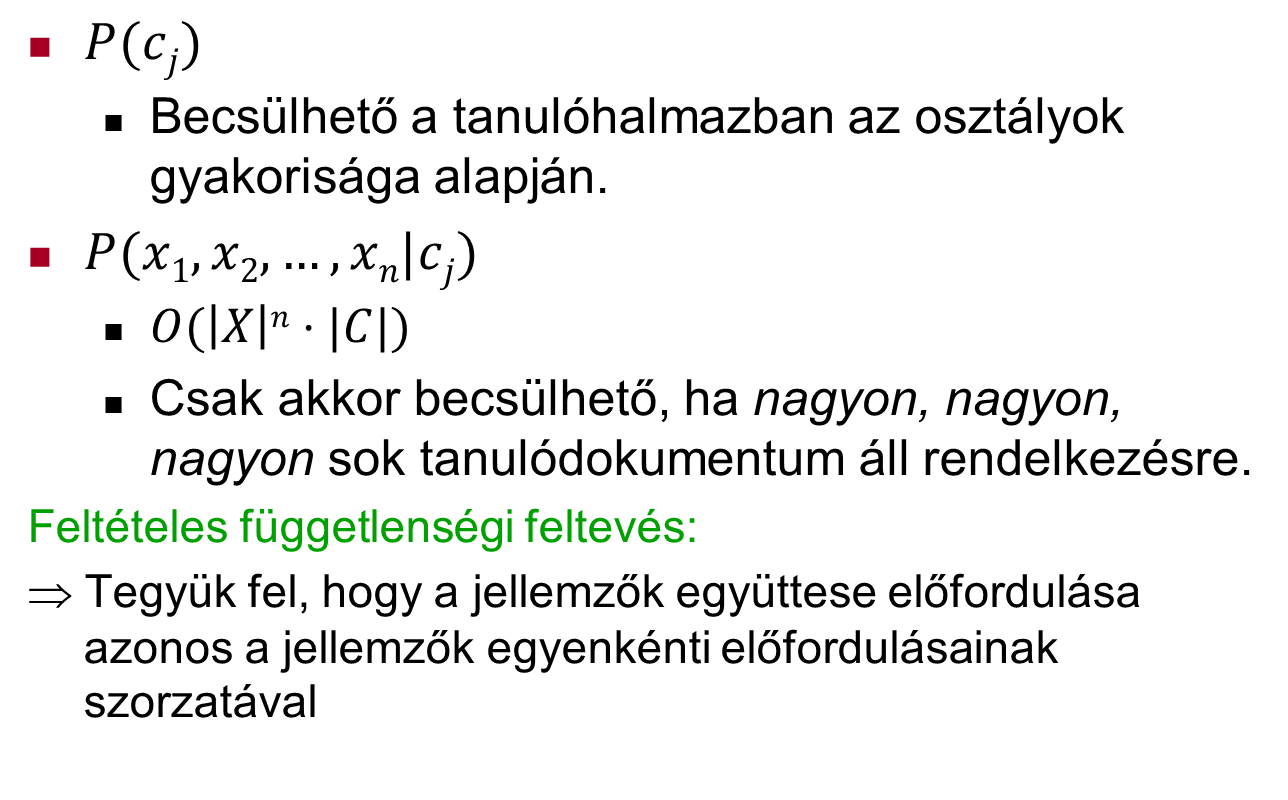 ▪ P(c_j)
▪ Becsülhető a tanulóhalmazban az osztályok
gyakorisága alapján.
▪ P(x_1, x_2, … , x_n|c_j)
▪ O(|X|^n · |C|)
▪ Csak akkor becsülhető, ha nagyon, nagyon,
nagyon sok tanulódokumentum áll rendelkezésre.
Feltételes függetlenségi feltevés:
⇒ Tegyük fel, hogy a jellemzők együttese előfordulása
azonos a jellemzők egyenkénti előfordulásainak
szorzatával